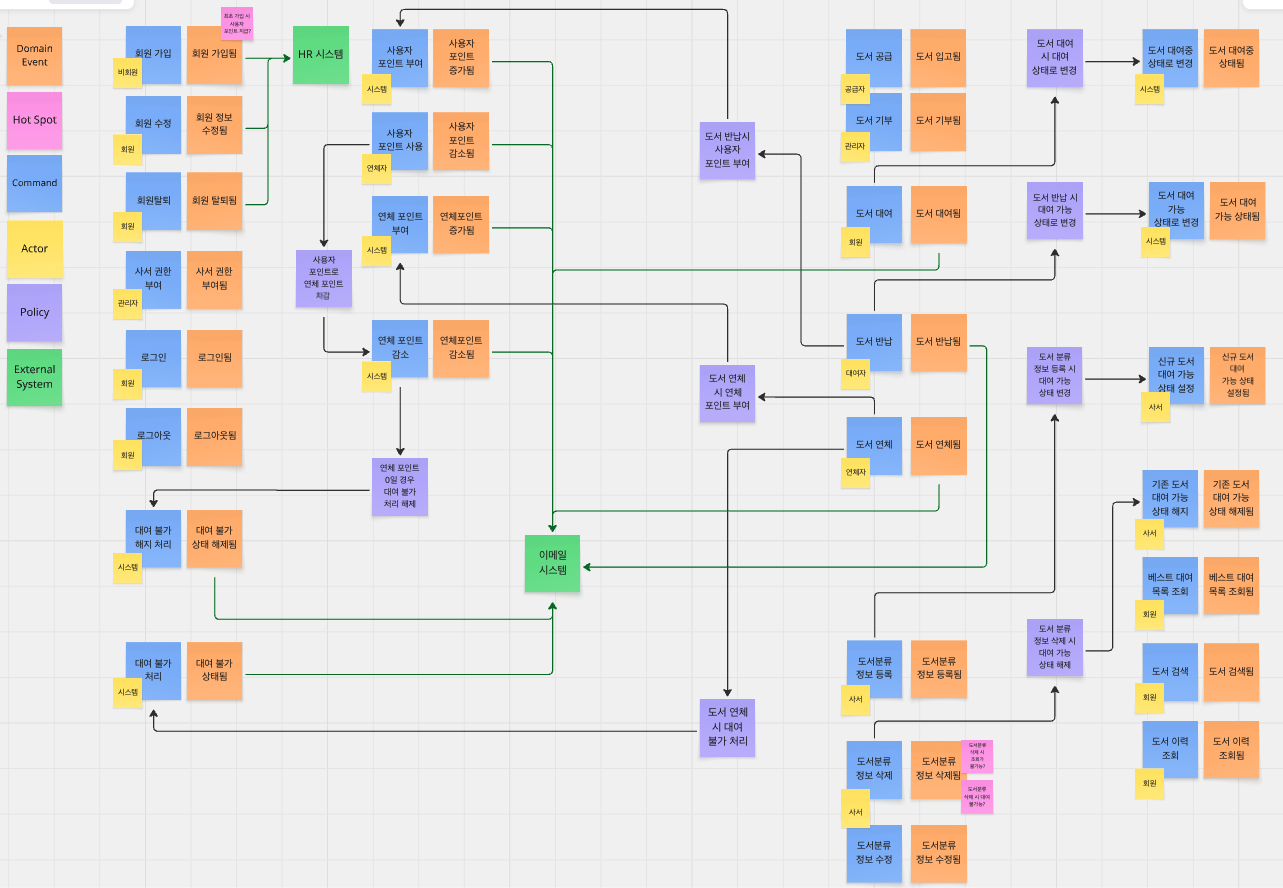 Domain
Event
Hot Spot
Command
Actor
Policy
External
System
회원 가입
비회원
회원 가입됨
최초 가입 시
사용자
포인트 지급?
회원 수정
회원
회원 정보
수정됨
회원탈퇴
회원
회원 탈퇴됨
사서 권한
부여
관리자
사서 권한
부여됨
로그인
회원
로그인됨
로그아웃
회원
로그아웃됨
대여 불가
해지 처리
시스템
대여 불가
상태 해제됨
대여 불가
처리
시스템
대여 불가
상태됨
HR 시스템
사용자
포인트 부여
시스템
사용자
포인트
증가됨
사용자
포인트 사용
연체자
사용자
포인트
감소됨
연체 포인트
부여
시스템
연체포인트
증가됨
사용자
포인트로
연체 포인트
차감
연체 포인트
감소
시스템
연체포인트
감소됨
연체 포인트
0일 경우
대여 불가
처리 해제
이메일
시스템
도서 반납시
사용자
포인트 부여
도서 연체
시 연체
포인트 부여
도서 연체
시 대여
불가 처리
도서 공급
공급자
도서 입고됨
도서 기부
관리자
도서 기부됨
도서 대여
회원
도서 대여됨
도서 반납
대여자
도서 반납됨
도서 연체
연체자
도서 연체됨
도서분류
정보 등록
사서
도서분류
정보 등록됨
도서분류
정보 삭제
사서
도서분류
정보 삭제됨
도서분류
삭제 시
조회가
불가능?
도서분류
삭제 시 대여
불가능?
도서분류
정보 수정
도서분류
정보 수정됨
도서 대여
시 대여
상태로 변경
도서 대여중
상태로 변경
시스템
도서 대여중
상태됨
도서 반납 시
대여 가능
상태로 변경
도서 대여
가능
상태로 변경
시스템
도서 대여
가능 상태됨
도서 분류
정보 등록 시
대여 가능
상태 변경
신규 도서
대여 가능
상태 설정
사서
신규 도서
대여
가능 상태
설정됨
도서 분류
정보 삭제 시
대여 가능
상태 해제
기존 도서
대여 가능
상태 해지
사서
기존 도서
대여 가능
상태 해제됨
베스트 대여
목록 조회
회원
베스트 대여
목록 조회됨
도서 검색
회원
도서 검색됨
도서 이력
조회
회원
도서 이력
조회됨